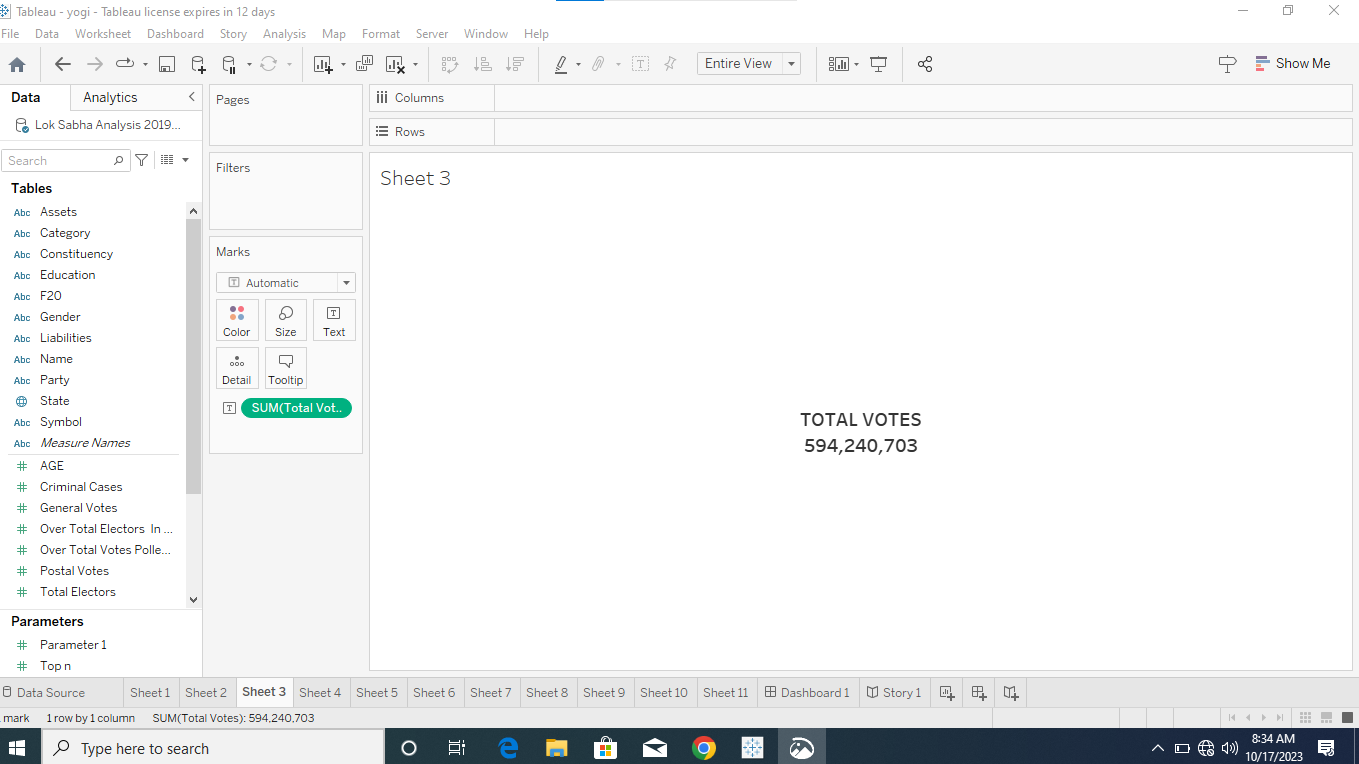 Tableau - yogi - Tableau license expires in 12 days
File Data Worksheet Dashboard Story Analysis Map Format Server Window Help
Entire View
Show Me
Data Analytics
Lok Sabha Analysis 2019...
Search
Tables
Abc Assets
Abc Category
Abc Constituency
Abc Education
Abc F20
Abc Gender
Abc Liabilities
Abc Name
Abc Party
State
Abc Symbol
Abc Measure Names
# AGE
# Criminal Cases
# General Votes
# Over Total Electors In ...
# Over Total Votes Polle...
# Postal Votes
# Total Electors
Parameters
# Parameter 1
# Top n
Pages
Filters
Marks
T Automatic
Color Size T Text
Detail Tooltip
T SUM(Total Vot..
Columns
Rows
Sheet 3
TOTAL VOTES
594,240,703
Data Source Sheet 1 Sheet 2 Sheet 3 Sheet 4 Sheet 5 Sheet 6 Sheet 7 Sheet 8 Sheet 9 Sheet 10 Sheet 11 Dashboard 1 Story 1
mark 1 row by 1 column SUM(Total Votes): 594,240,703
Type here to search
8:34 AM
10/17/2023